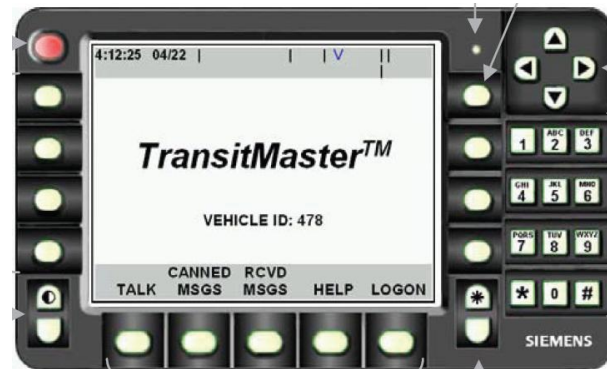 4:12:25 04/22 | | | V ||
|
TransitMaster™
VEHICLE ID: 478
CANNED RCVD
TALK MSGS MSGS HELP LOGON
1 ABC 2 DEF 3
GHI 4 JKL 5 MNO 6
PQRS 7 TUV 8 WXYZ 9
* 0 #
SIEMENS